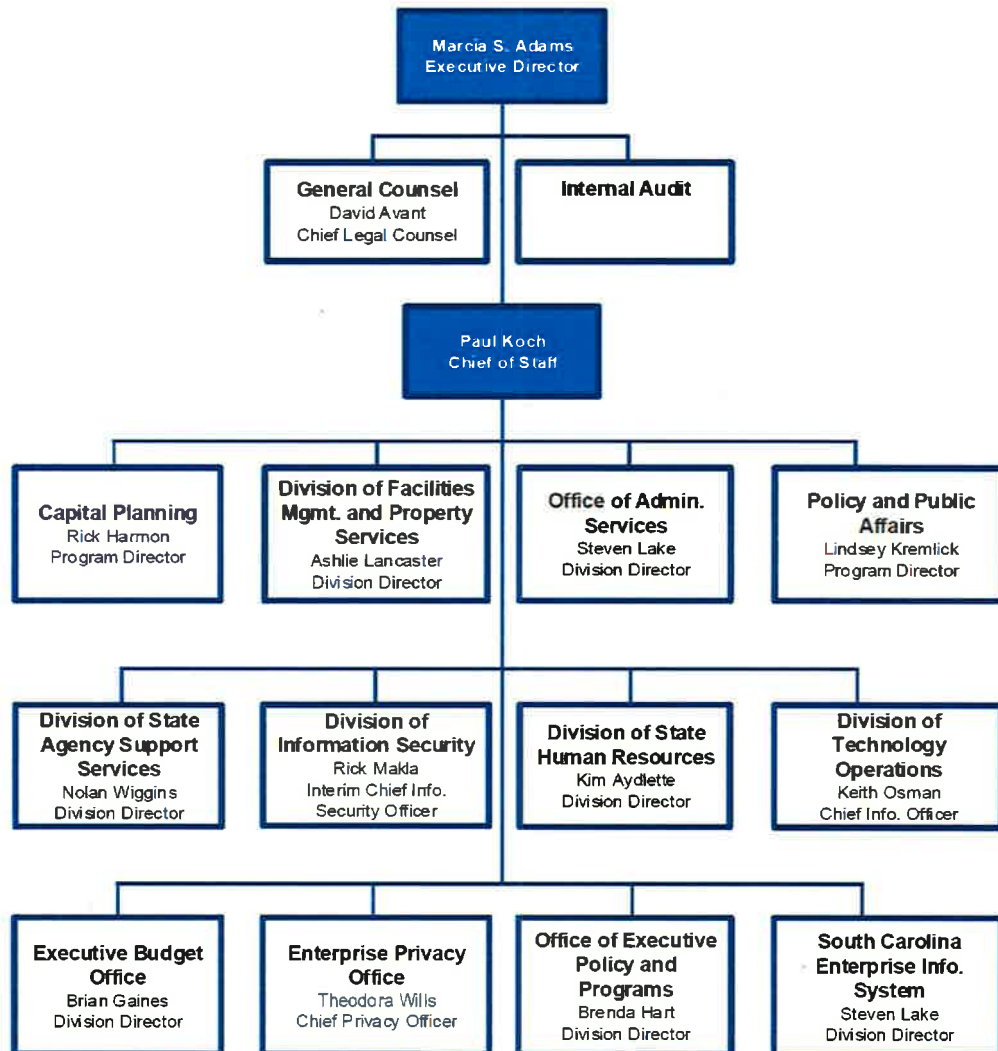 Marcia S. Adams
Executive Director
General Counsel
David Avant
Chief Legal Counsel
Internal Audit
Paul Koch
Chief of Staff
Capital Planning
Rick Harmon
Program Director
Division of Facilities
Mgmt. and Property
Services
Ashlie Lancaster
Division Director
Office of Admin.
Services
Steven Lake
Division Director
Policy and Public
Affairs
Lindsey Kremlick
Program Director
Division of State
Agency Support
Services
Nolan Wiggins
Division Director
Division of
Information Security
Rick Makla
Interim Chief Info.
Security Officer
Division of State
Human Resources
Kim Aydlette
Division Director
Division of
Technology
Operations
Keith Osman
Chief Info. Officer
Executive Budget
Office
Brian Gaines
Division Director
Enterprise Privacy
Office
Theodora Wills
Chief Privacy Officer
Office of Executive
Policy and
Programs
Brenda Hart
Division Director
South Carolina
Enterprise Info.
System
Steven Lake
Division Director